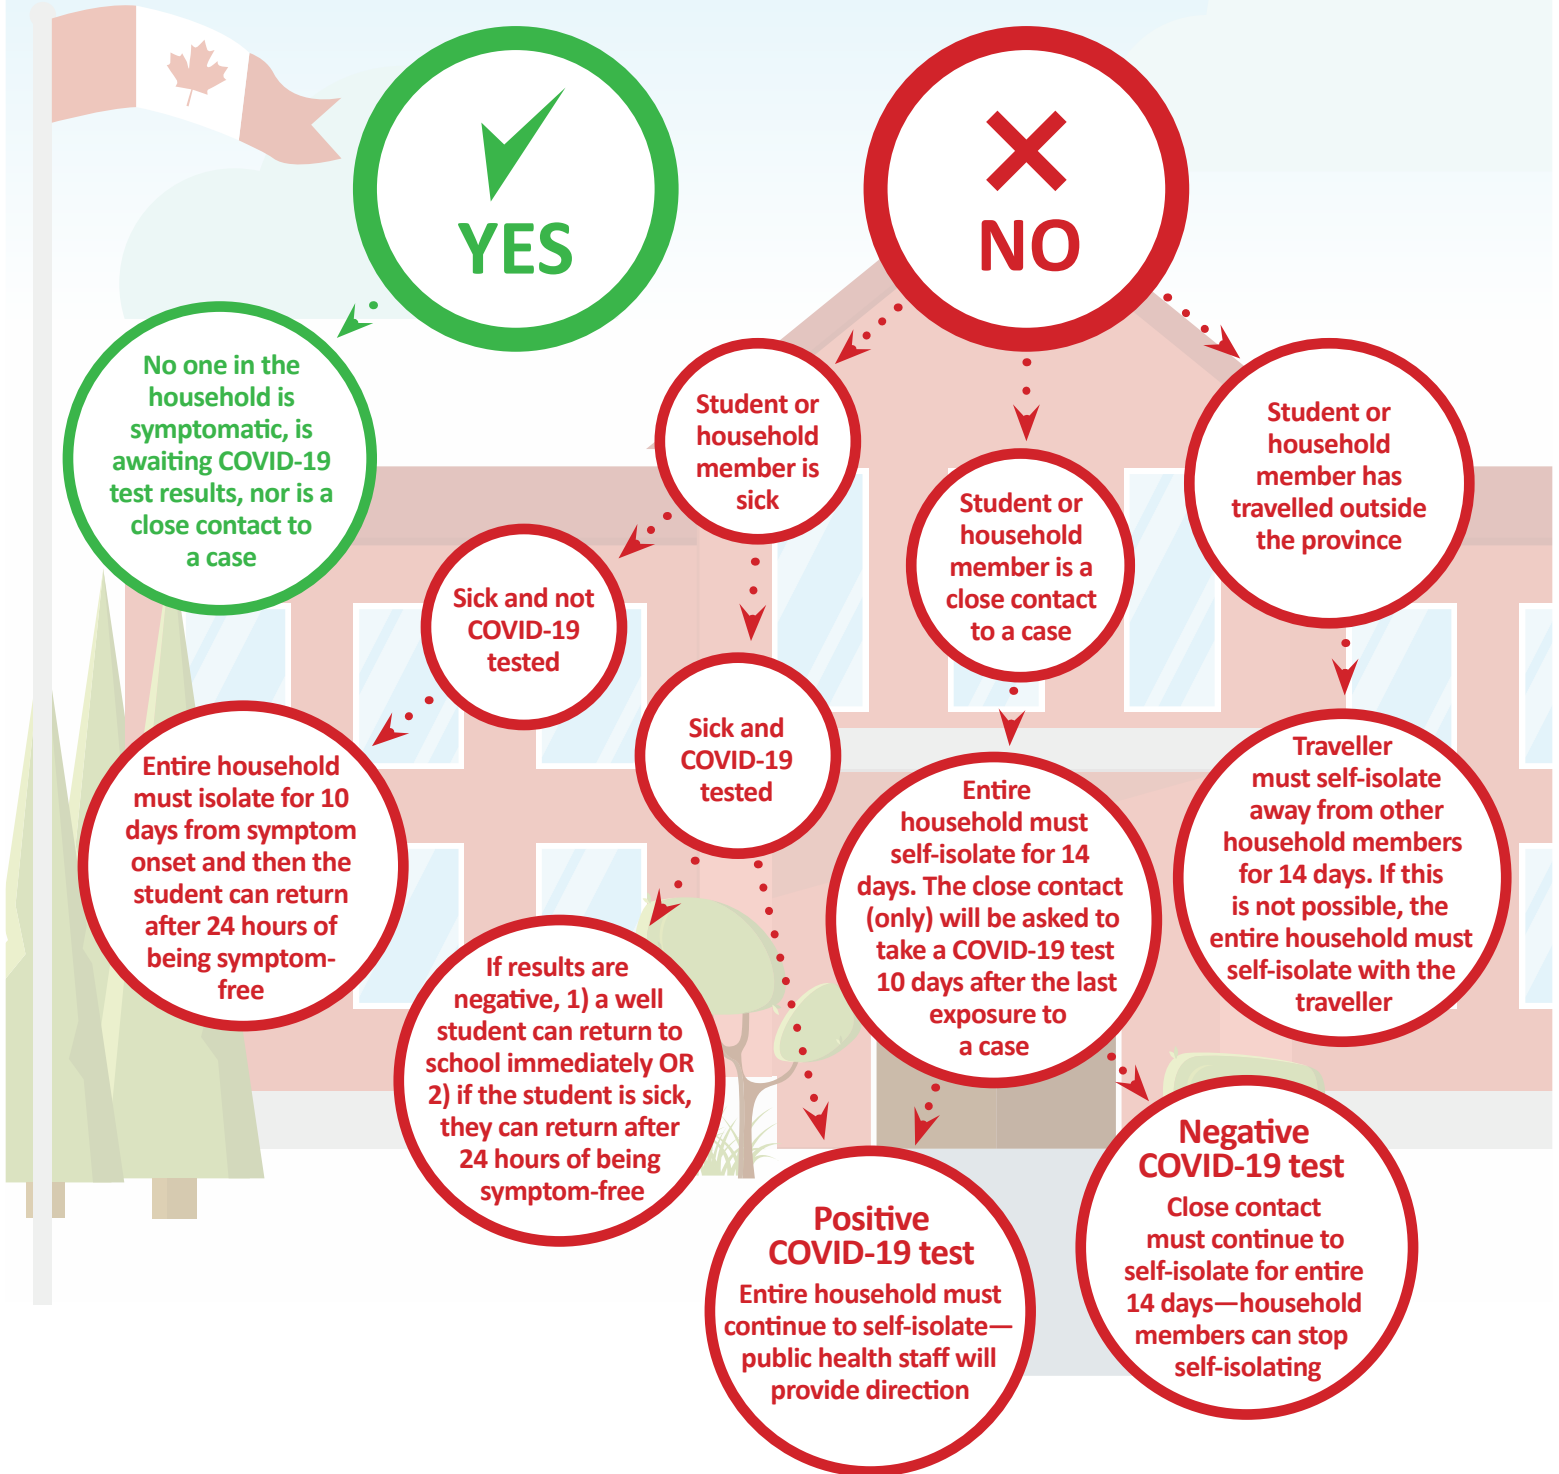 YES
NO
No one in the
household is
symptomatic, is
awaiting COVID-19
test results, nor is a
close contact to
a case
Student or
household
member is
sick
Student or
household
member is a
close contact
to a case
Student or
household
member has
travelled outside
the province
Sick and not
COVID-19
tested
Sick and
COVID-19
tested
Entire household
must isolate for 10
days from symptom
onset and then the
student can return
after 24 hours of
being symptom-
free
If results are
negative, 1) a well
student can return to
school immediately OR
2) if the student is sick,
they can return after
24 hours of being
symptom-free
Entire
household must
self-isolate for 14
days. The close contact
(only) will be asked to
take a COVID-19 test
10 days after the last
exposure to
a case
Traveller
must self-isolate
away from other
household members
for 14 days. If this
is not possible, the
entire household must
self-isolate with the
traveller
Positive
COVID-19 test
Entire household must
continue to self-isolate—
public health staff will
provide direction
Negative
COVID-19 test
Close contact
must continue to
self-isolate for entire
14 days—household
members can stop
self-isolating